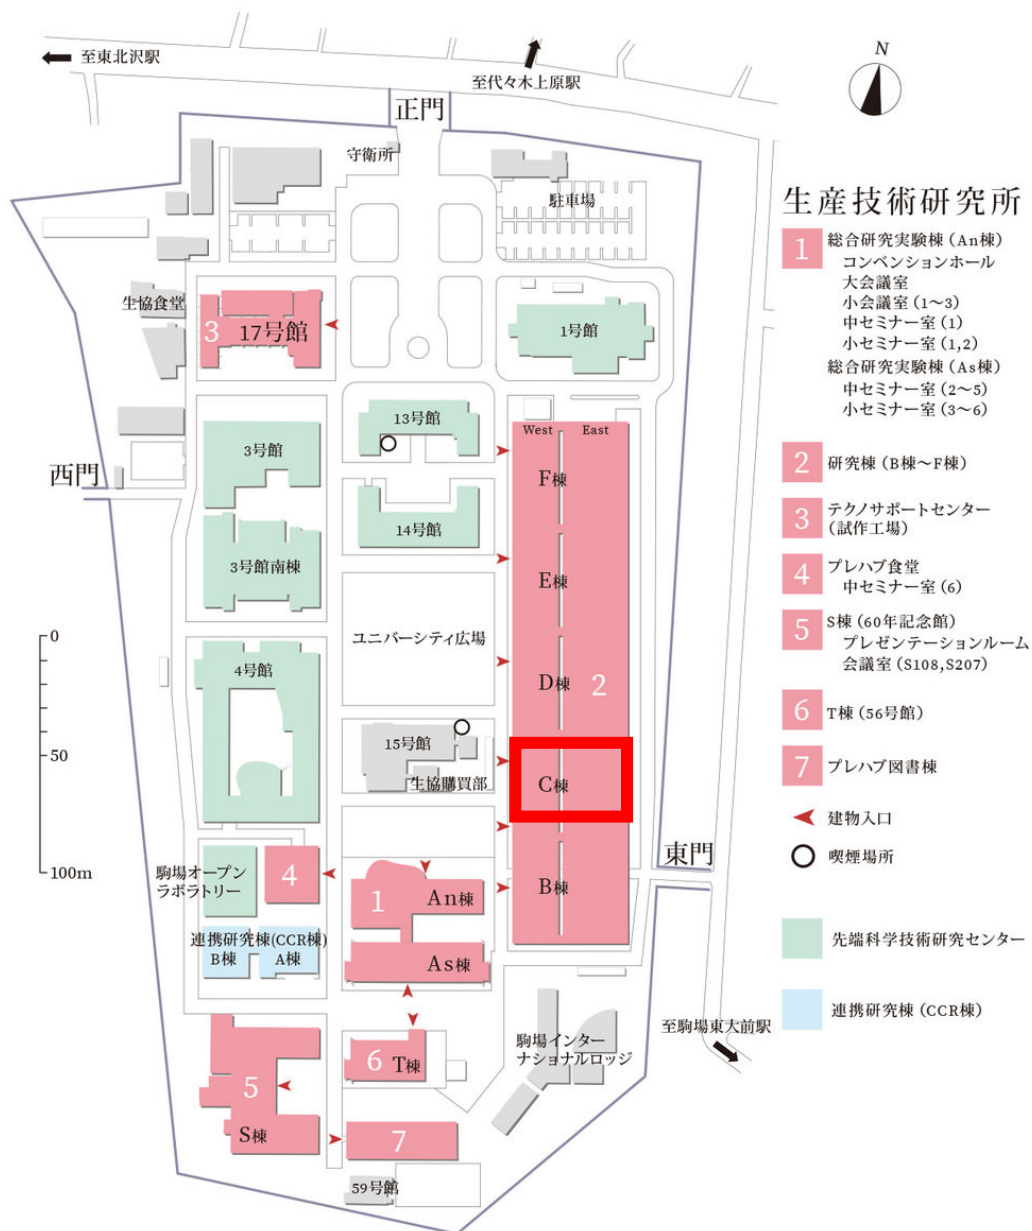 至東北沢駅
至代々木上原駅
N
正門
守衛所
駐車場
生協食堂
3
17号館
1号館
13号館
West
East
3号館
F棟
西門
14号館
3号館南棟
E棟
ユニバーシティ広場
4号館
D棟
2
15号館
生協購買部
C棟
0
50
100m
東門
駒場オープン
ラボラトリー
4
1
An棟
B棟
連携研究棟(CCR棟)
B棟
A棟
As棟
至駒場東大前駅
駒場インター
ナショナルロッジ
6
T棟
5
S棟
7
59号館
生産技術研究所
1
総合研究実験棟 (An棟)
コンベンションホール
大会議室
小会議室 (1〜3)
中セミナー室 (1)
小セミナー室 (1,2)
総合研究実験棟 (As棟)
中セミナー室 (2〜5)
小セミナー室 (3〜6)
2
研究棟 (B棟〜F棟)
3
テクノサポートセンター
(試作工場)
4
プレハブ食堂
中セミナー室 (6)
5
S棟 (60年記念館)
プレゼンテーションルーム
会議室 (S108,S207)
6
T棟 (56号館)
7
プレハブ図書棟
建物入口
喫煙場所
先端科学技術研究センター
連携研究棟 (CCR棟)